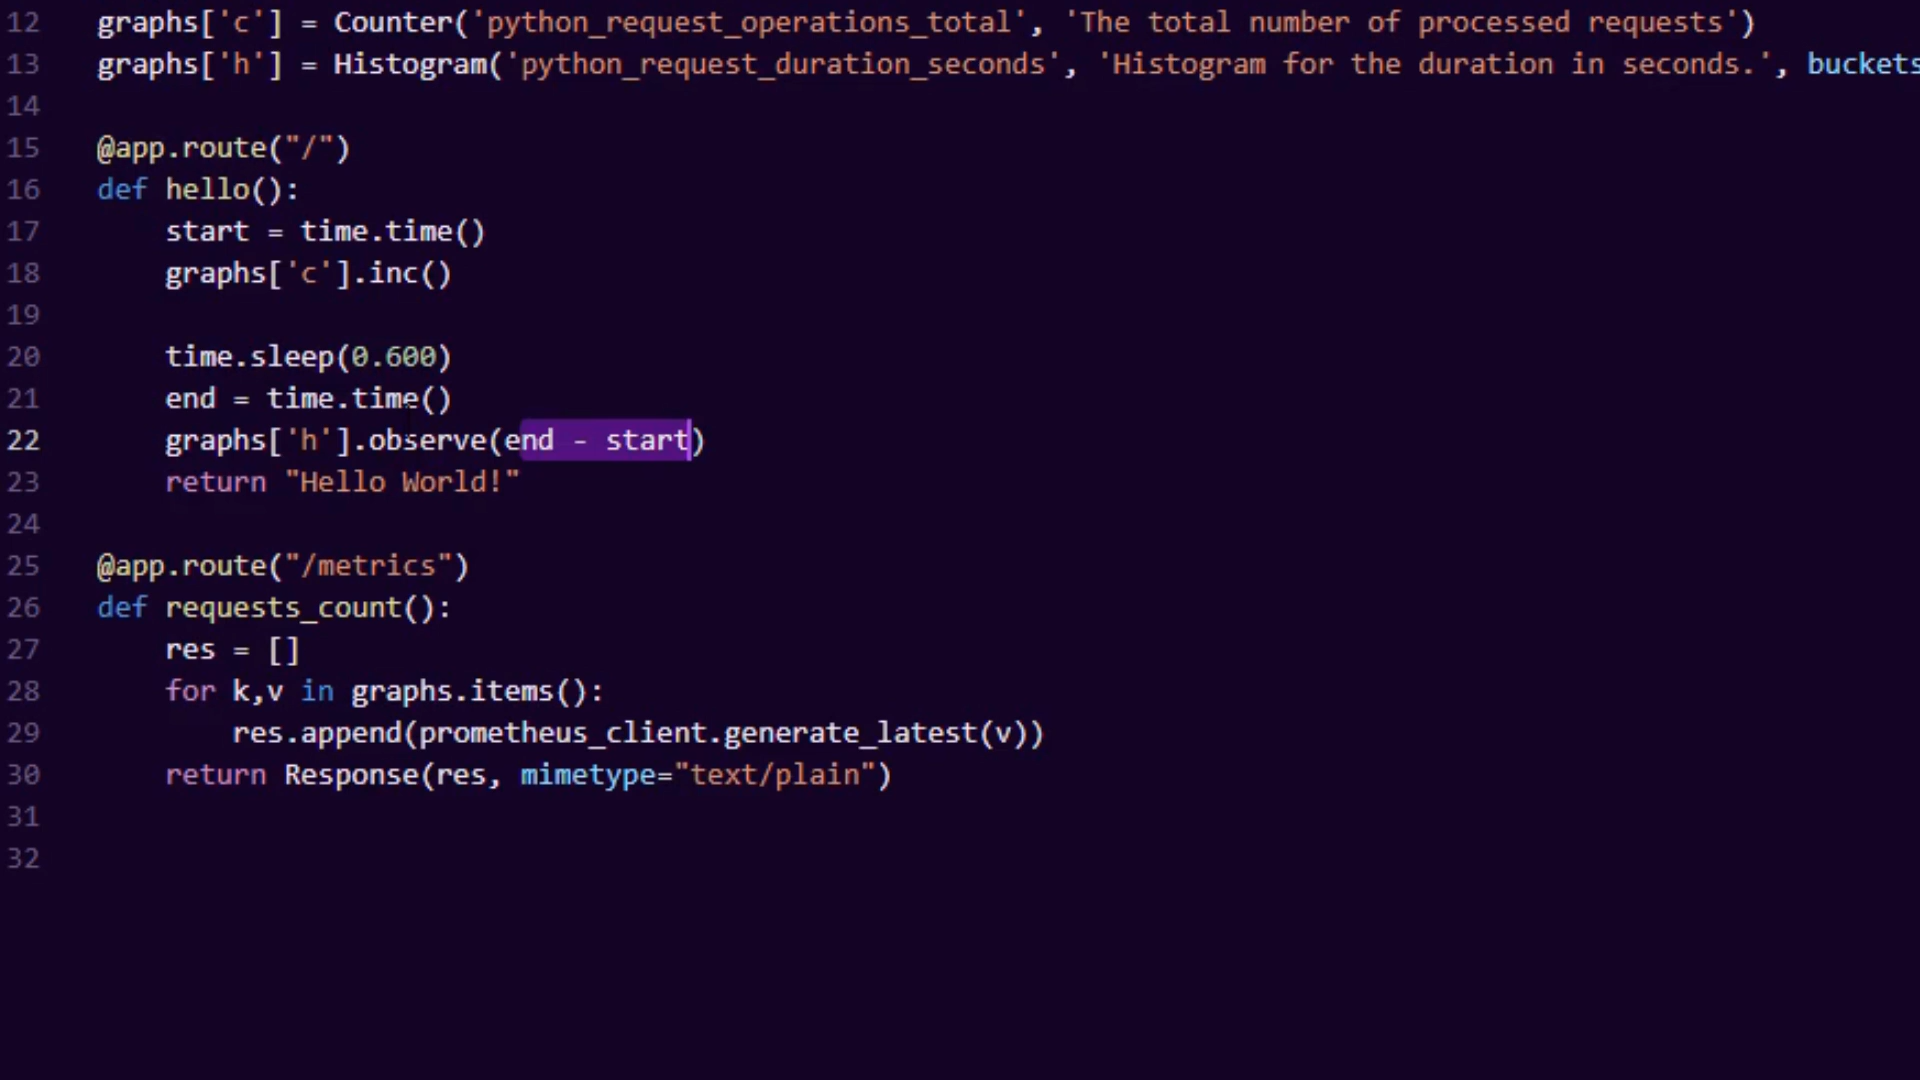 12 graphs['c'] = Counter('python_request_operations_total', 'The total number of processed requests')
13 graphs['h'] = Histogram('python_request_duration_seconds', 'Histogram for the duration in seconds.', buckets
14
15 @app.route("/")
16 def hello():
17     start = time.time()
18     graphs['c'].inc()
19
20     time.sleep(0.600)
21     end = time.time()
22     graphs['h'].observe(end - start)
23     return "Hello World!"
24
25 @app.route("/metrics")
26 def requests_count():
27     res = []
28     for k,v in graphs.items():
29         res.append(prometheus_client.generate_latest(v))
30     return Response(res, mimetype="text/plain")
31
32